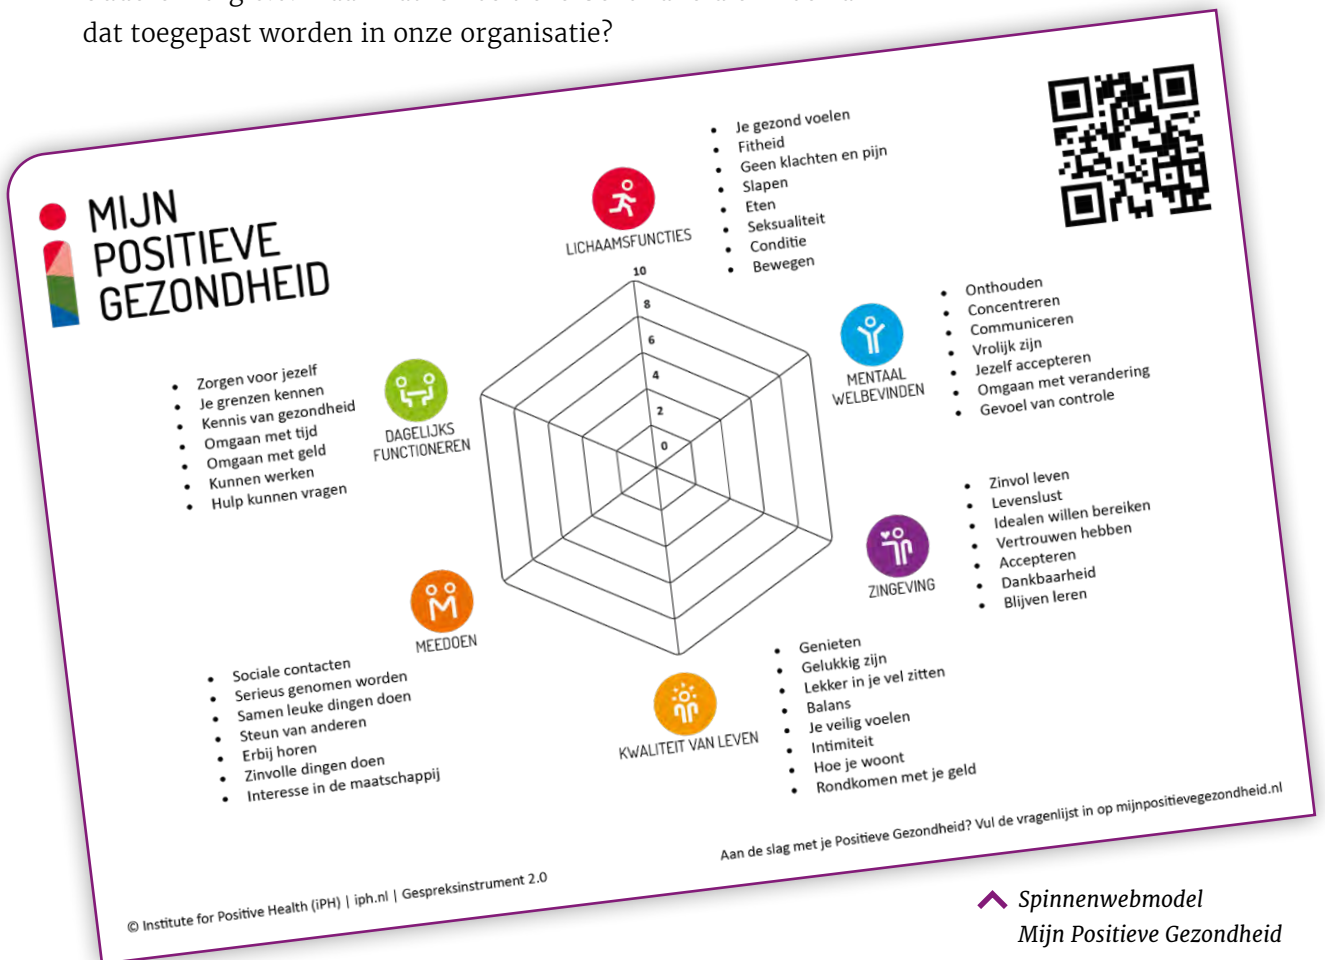 dat toegepast worden in onze organisatie?
MIJN
POSITIEVE
GEZONDHEID
LICHAAMSFUNCTIES
• Je gezond voelen
• Fitheid
• Geen klachten en pijn
• Slapen
• Eten
• Seksualiteit
• Conditie
• Bewegen
10
8
6
4
2
0
MENTAAL
WELBEVINDEN
• Onthouden
• Concentreren
• Communiceren
• Vrolijk zijn
• Jezelf accepteren
• Omgaan met verandering
• Gevoel van controle
ZINGEVING
• Zinvol leven
• Levenslust
• Idealen willen bereiken
• Vertrouwen hebben
• Accepteren
• Dankbaarheid
• Blijven leren
KWALITEIT VAN LEVEN
• Genieten
• Gelukkig zijn
• Lekker in je vel zitten
• Balans
• Je veilig voelen
• Intimiteit
• Hoe je woont
• Rondkomen met je geld
MEEDOEN
• Sociale contacten
• Serieus genomen worden
• Samen leuke dingen doen
• Steun van anderen
• Erbij horen
• Zinvolle dingen doen
• Interesse in de maatschappij
DAGELIJKS
FUNCTIONEREN
• Zorgen voor jezelf
• Je grenzen kennen
• Kennis van gezondheid
• Omgaan met tijd
• Omgaan met geld
• Kunnen werken
• Hulp kunnen vragen
Aan de slag met je Positieve Gezondheid? Vul de vragenlijst in op mijnpositievegezondheid.nl
© Institute for Positive Health (iPH) | iph.nl | Gespreksinstrument 2.0
Spinnenwebmodel
Mijn Positieve Gezondheid